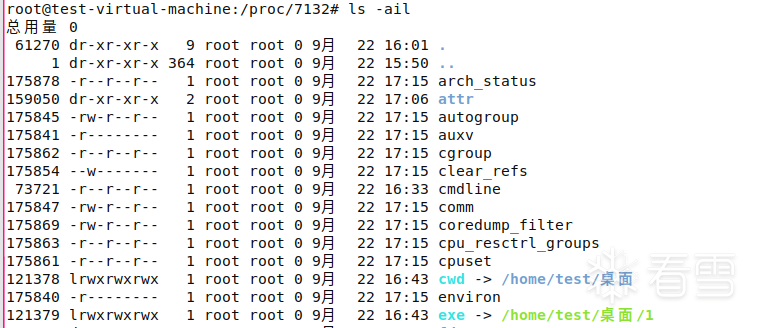 root@test-virtual-machine:/proc/7132# ls -ail
总用量 0
 61270 dr-xr-xr-x   9 root root 0 9月  22 16:01 .
     1 dr-xr-xr-x 364 root root 0 9月  22 15:50 ..
175878 -r--r--r--   1 root root 0 9月  22 17:15 arch_status
159050 dr-xr-xr-x   2 root root 0 9月  22 17:06 attr
175845 -rw-r--r--   1 root root 0 9月  22 17:15 autogroup
175841 -r--------   1 root root 0 9月  22 17:15 auxv
175862 -r--r--r--   1 root root 0 9月  22 17:15 cgroup
175854 --w-------   1 root root 0 9月  22 17:15 clear_refs
 73721 -r--r--r--   1 root root 0 9月  22 16:33 cmdline
175847 -rw-r--r--   1 root root 0 9月  22 17:15 comm
175869 -rw-r--r--   1 root root 0 9月  22 17:15 coredump_filter
175863 -r--r--r--   1 root root 0 9月  22 17:15 cpu_resctrl_groups
175861 -r--r--r--   1 root root 0 9月  22 17:15 cpuset
121378 lrwxrwxrwx   1 root root 0 9月  22 16:43 cwd -> /home/test/桌面
175840 -r--------   1 root root 0 9月  22 17:15 environ
121379 lrwxrwxrwx   1 root root 0 9月  22 16:43 exe -> /home/test/桌面/1
看雪